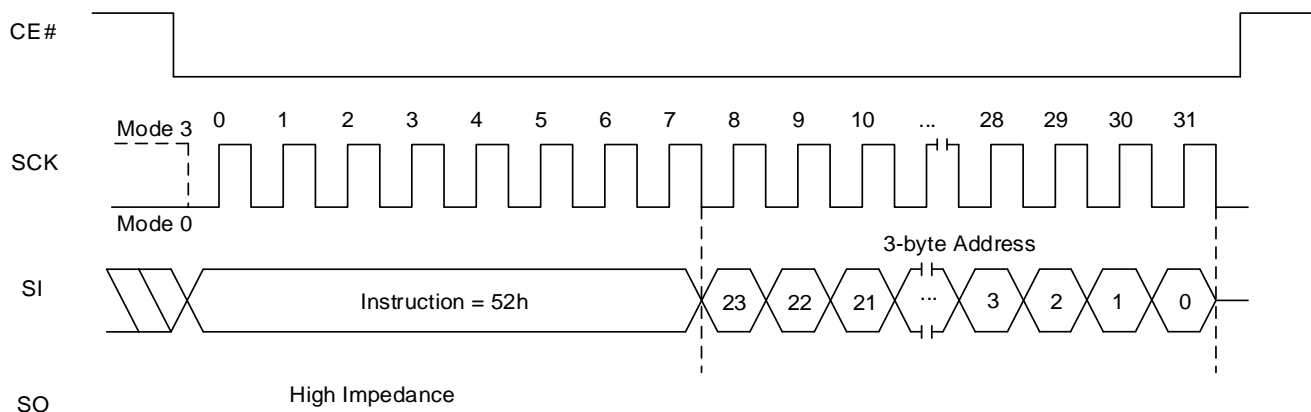 CE#
SCK
Mode 3
0 1 2 3 4 5 6 7 8 9 10 ... 28 29 30 31
Mode 0
3-byte Address
SI
Instruction = 52h
23 22 21 ... 3 2 1 0
SO
High Impedance